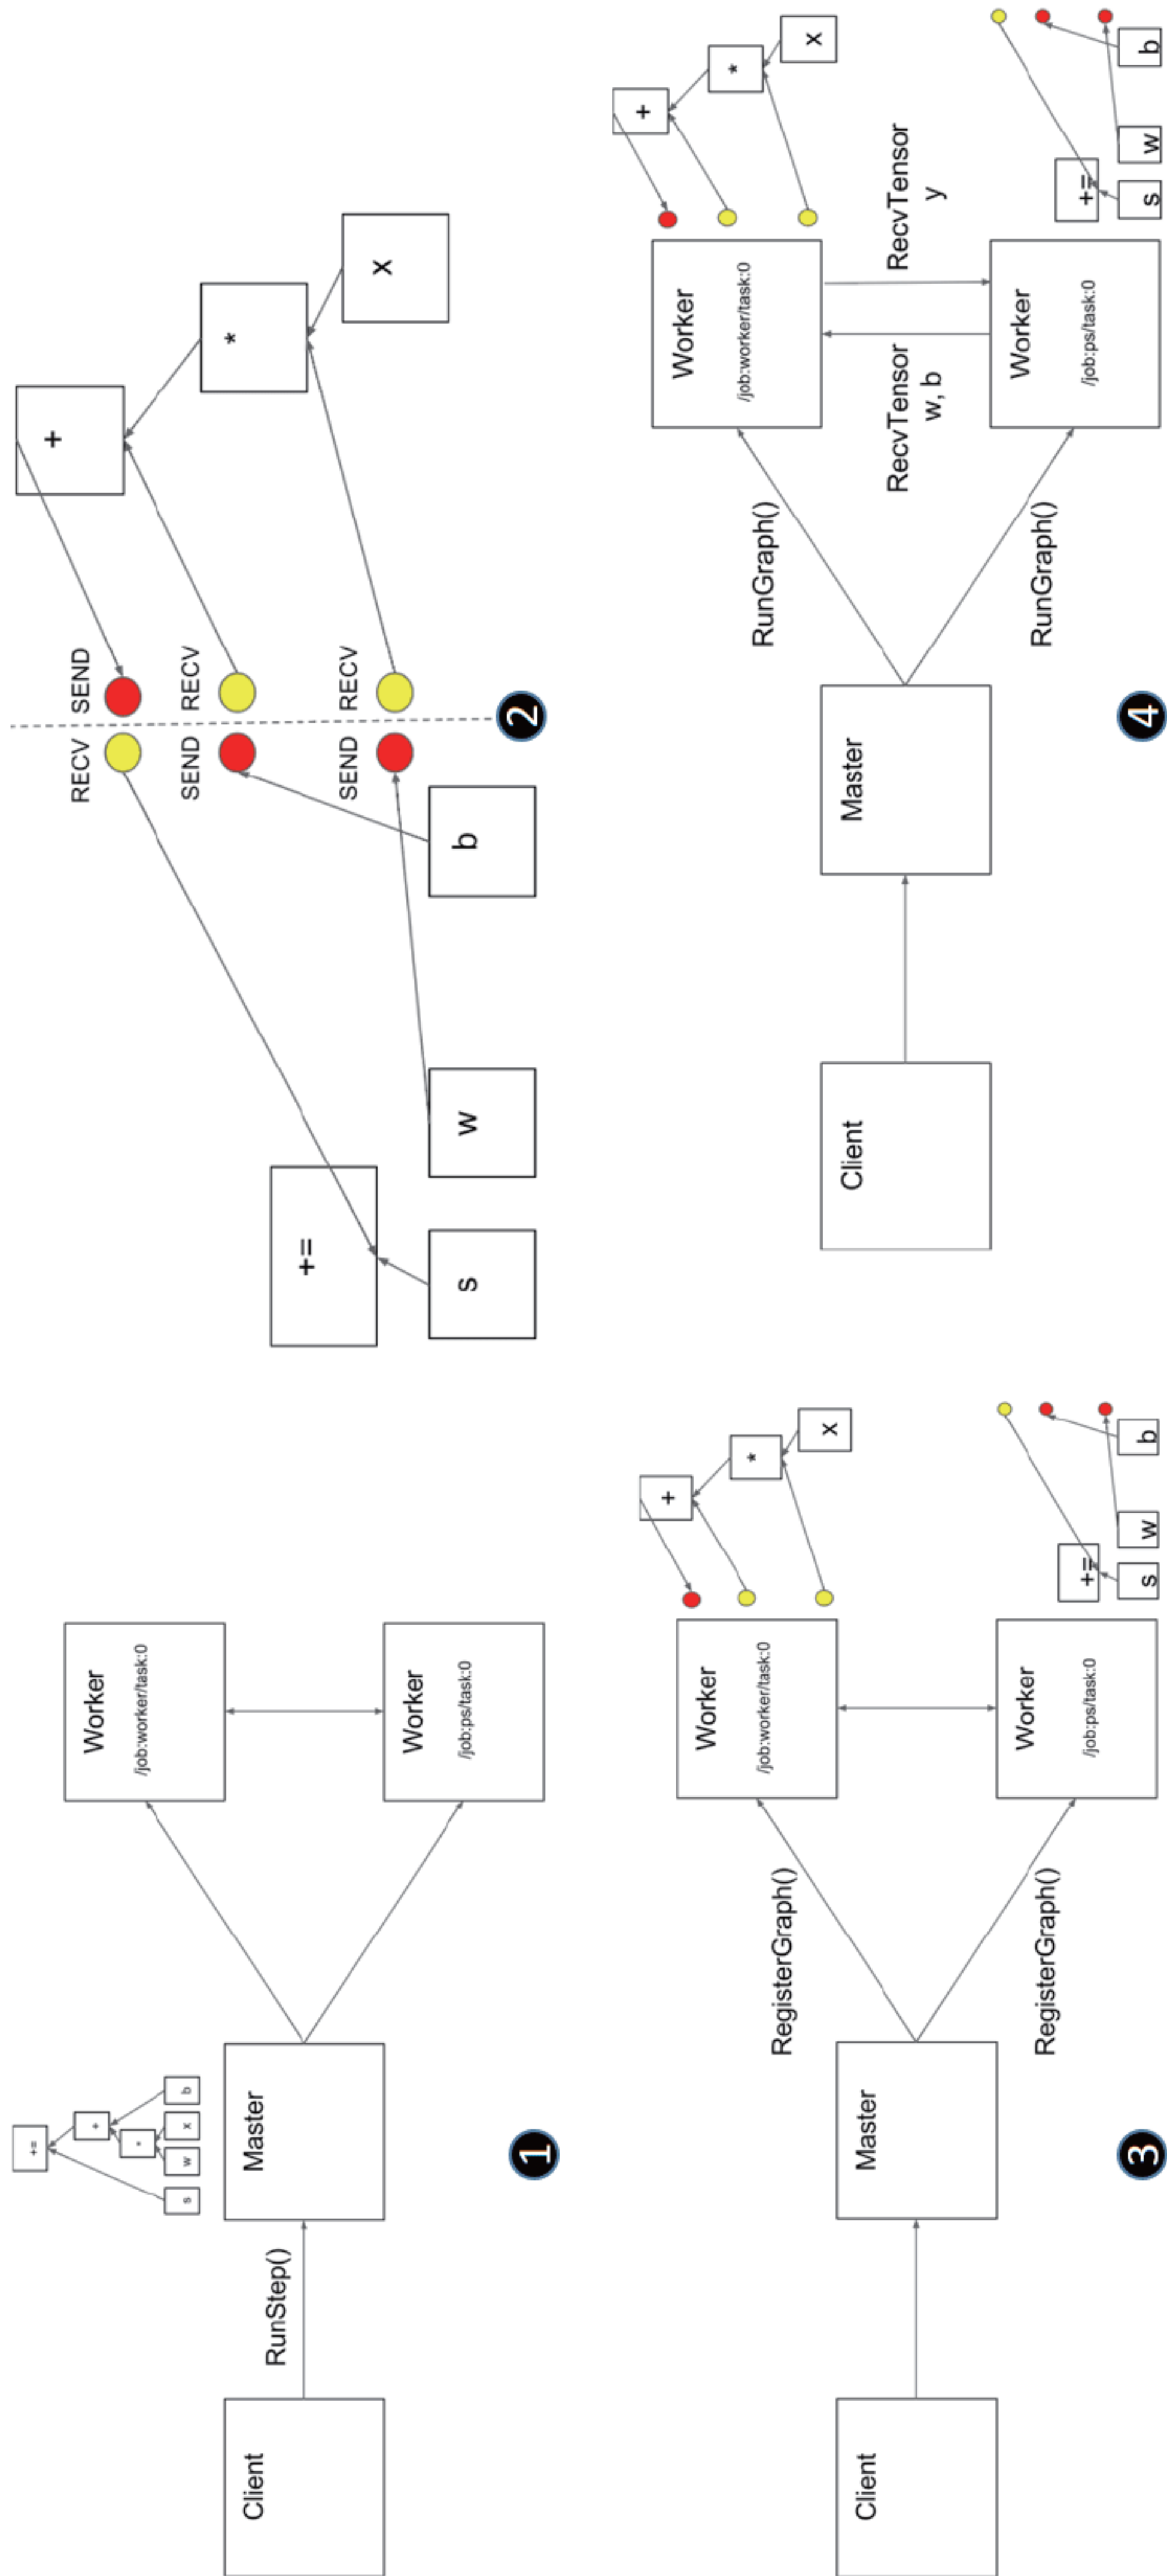 RunStep()
Client
Master
s
w
x
b
*
+
+=
Worker
/job:worker/task:0
Worker
/job:ps/task:0
1
RECV
SEND
SEND
RECV
SEND
RECV
+
*
x
+=
s
w
b
2
Client
Master
RegisterGraph()
RegisterGraph()
Worker
/job:worker/task:0
Worker
/job:ps/task:0
+
*
x
+=
s
w
b
3
Client
Master
RunGraph()
RunGraph()
Worker
/job:worker/task:0
RecvTensor
w, b
RecvTensor
y
Worker
/job:ps/task:0
+
*
x
+=
s
w
b
4